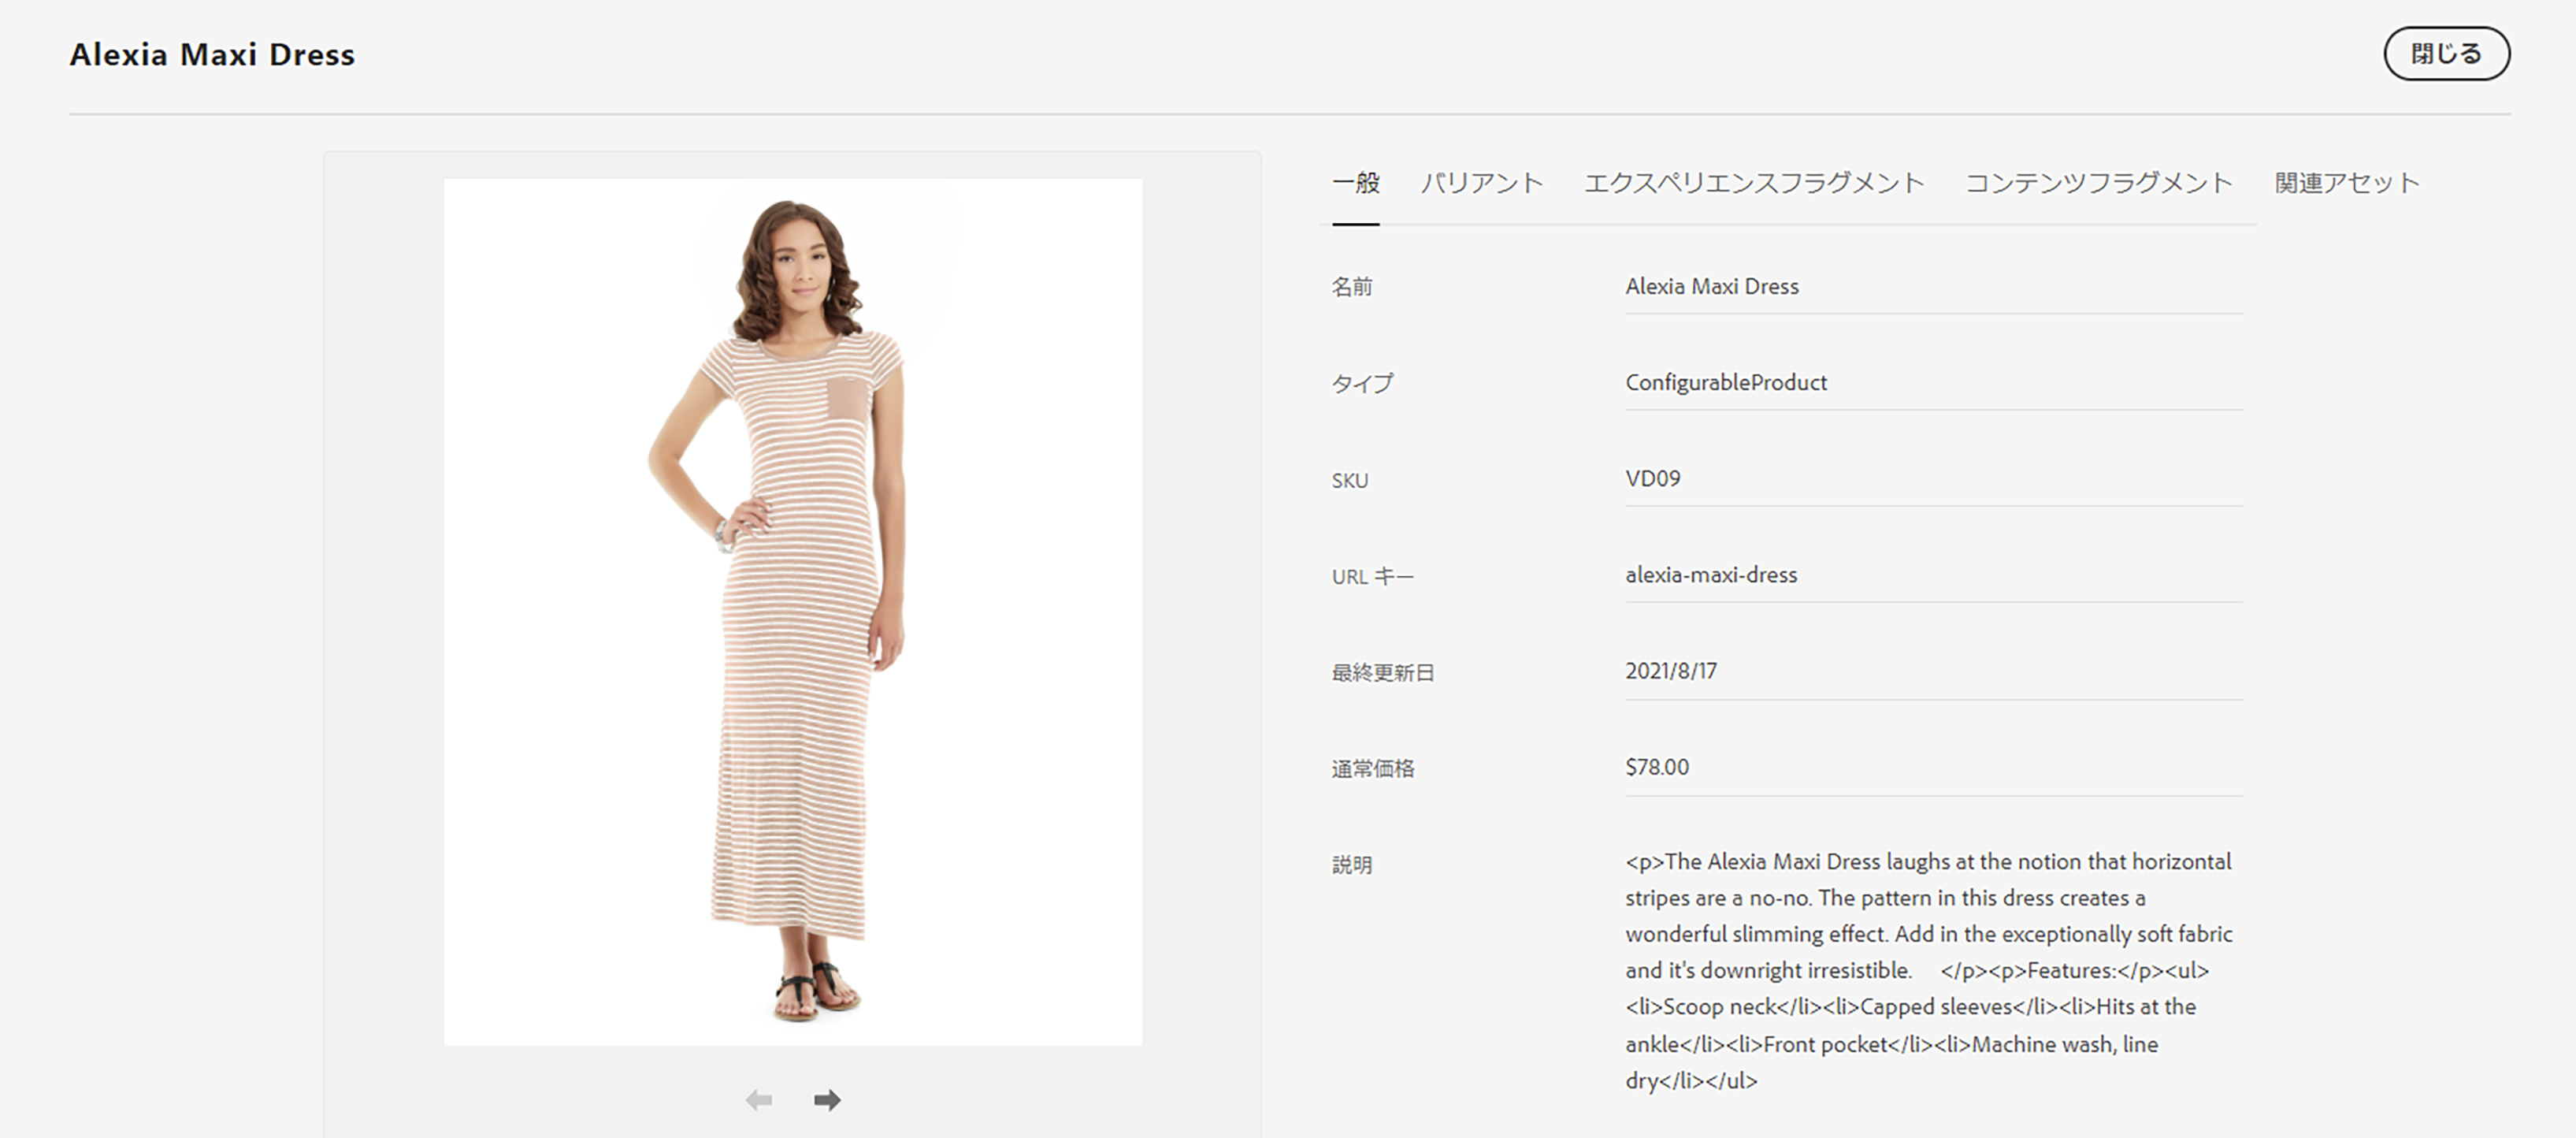 Alexia Maxi Dress
閉じる
一般 バリアント エクスペリエンスフラグメント コンテンツフラグメント 関連アセット
名前 Alexia Maxi Dress
タイプ ConfigurableProduct
SKU VD09
URL キー alexia-maxi-dress
最終更新日 2021/8/17
通常価格 $78.00
説明 <p>The Alexia Maxi Dress laughs at the notion that horizontal
stripes are a no-no. The pattern in this dress creates a
wonderful slimming effect. Add in the exceptionally soft fabric
and it's downright irresistible. </p><p>Features:</p><ul>
<li>Scoop neck</li><li>Capped sleeves</li><li>Hits at the
ankle</li><li>Front pocket</li><li>Machine wash, line
dry</li></ul>